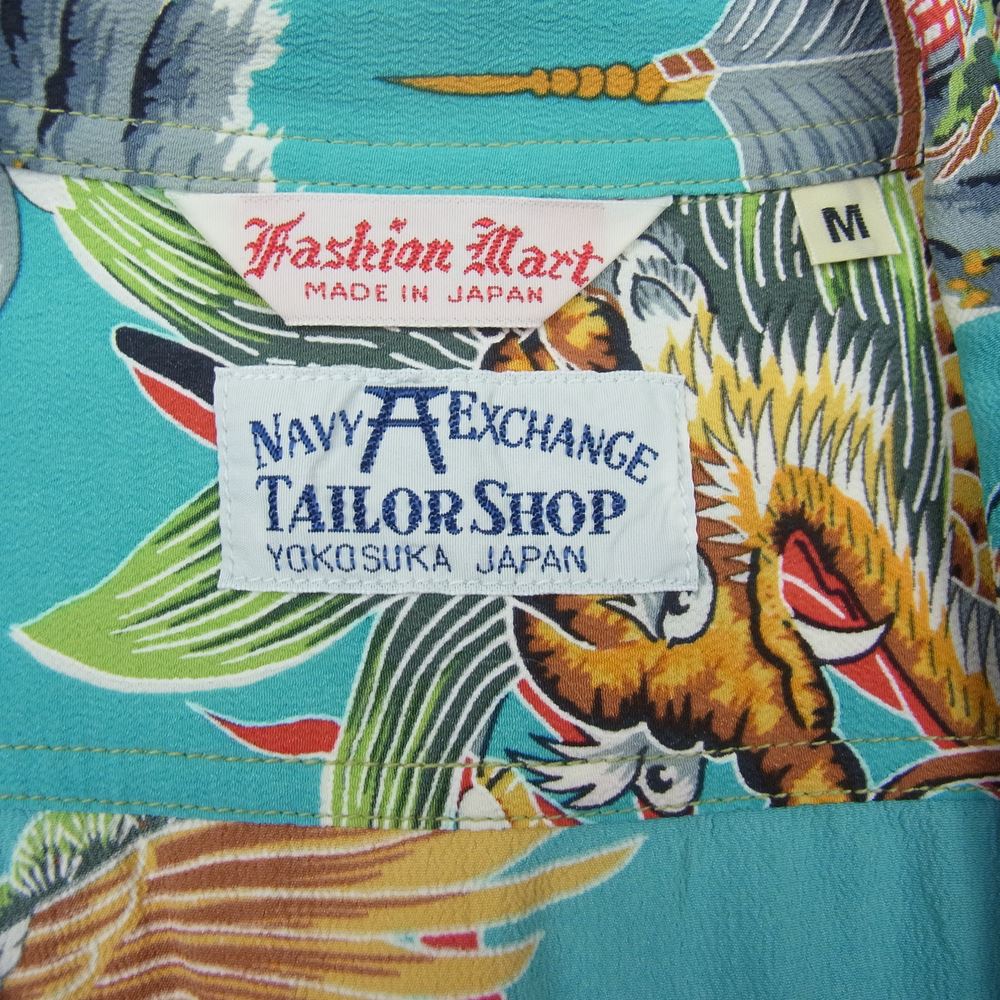 Fashion Mart
MADE IN JAPAN
M
NAVY EXCHANGE
TAILOR SHOP
YOKOSUKA JAPAN